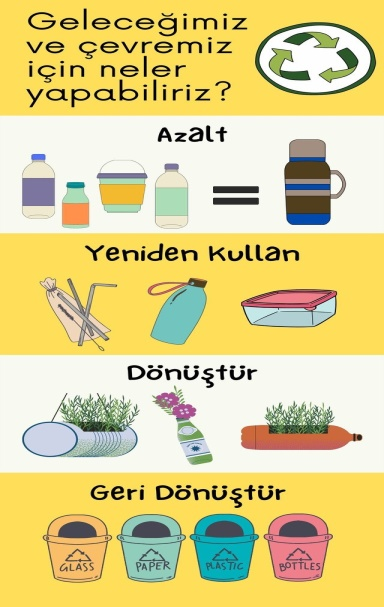 Geleceğimiz
ve çevremiz
için neler
yapabiliriz?
Azalt
Yeniden Kullan
Dönüştür
Geri Dönüştür
GLASS
PAPER
PLASTIC
BOTTLES